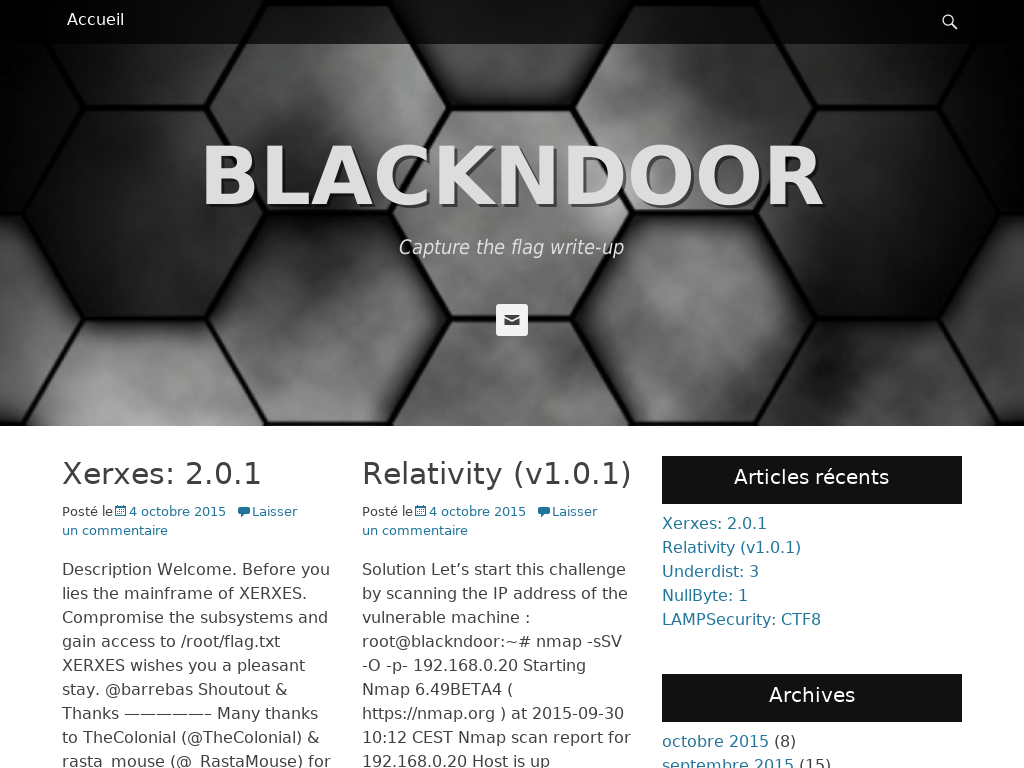 Accueil
BLACKNDOOR
Capture the flag write-up
Xerxes: 2.0.1
Posté le 4 octobre 2015 Laisser
un commentaire
Description Welcome. Before you
lies the mainframe of XERXES.
Compromise the subsystems and
gain access to /root/flag.txt
XERXES wishes you a pleasant
stay. @barrebas Shoutout &
Thanks —————– Many thanks
to TheColonial (@TheColonial) &
rasta_mouse (@_RastaMouse) for
Relativity (v1.0.1)
Posté le 4 octobre 2015 Laisser
un commentaire
Solution Let’s start this challenge
by scanning the IP address of the
vulnerable machine :
root@blackndoor:~# nmap -sSV
-O -p- 192.168.0.20 Starting
Nmap 6.49BETA4 (
https://nmap.org ) at 2015-09-30
10:12 CEST Nmap scan report for
192.168.0.20 Host is up
Articles récents
Xerxes: 2.0.1
Relativity (v1.0.1)
Underdist: 3
NullByte: 1
LAMPSecurity: CTF8
Archives
octobre 2015 (8)
septembre 2015 (15)